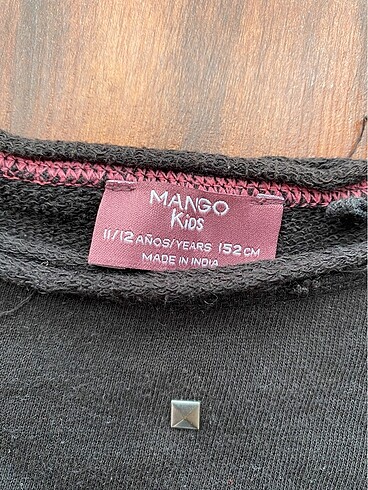 MANGO
KiDS
11/12 AÑOS/YEARS 152 CM
MADE IN INDIA